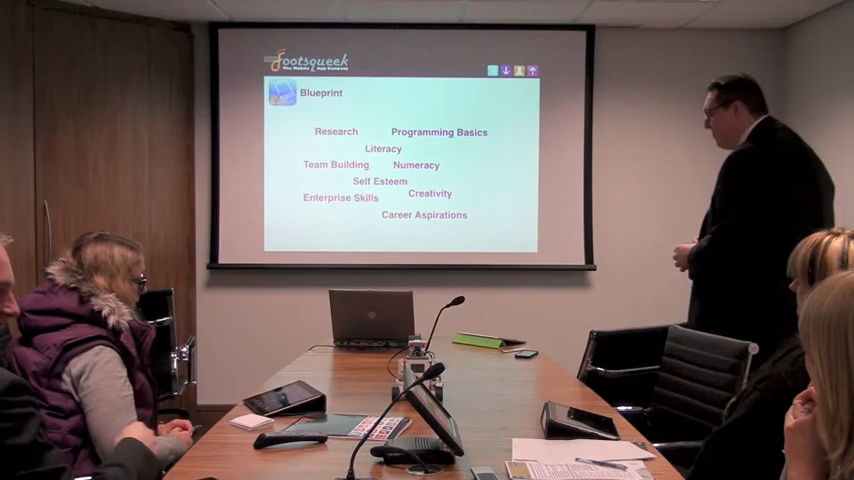 Footsqueek
The Mobile App Company
Blueprint
Research
Programming Basics
Literacy
Team Building
Numeracy
Self Esteem
Creativity
Enterprise Skills
Career Aspirations